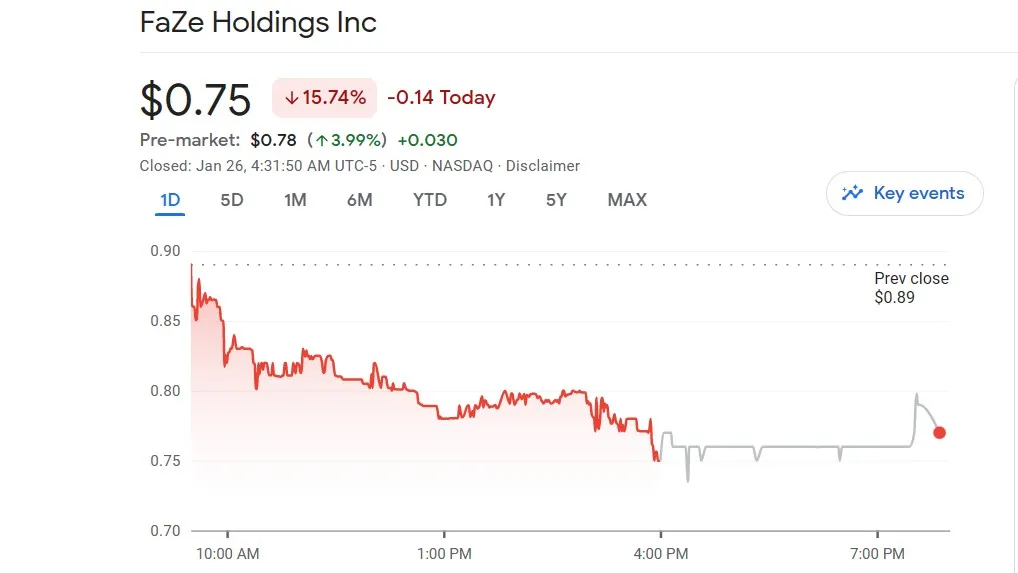 FaZe Holdings Inc
$0.75 ↓15.74% -0.14 Today
Pre-market: $0.78 (↑3.99%) +0.030
Closed: Jan 26, 4:31:50 AM UTC-5 · USD · NASDAQ · Disclaimer
Key events
1D 5D 1M 6M YTD 1Y 5Y MAX
0.90
Prev close
$0.89
0.85
0.80
0.75
0.70
10:00 AM 1:00 PM 4:00 PM 7:00 PM